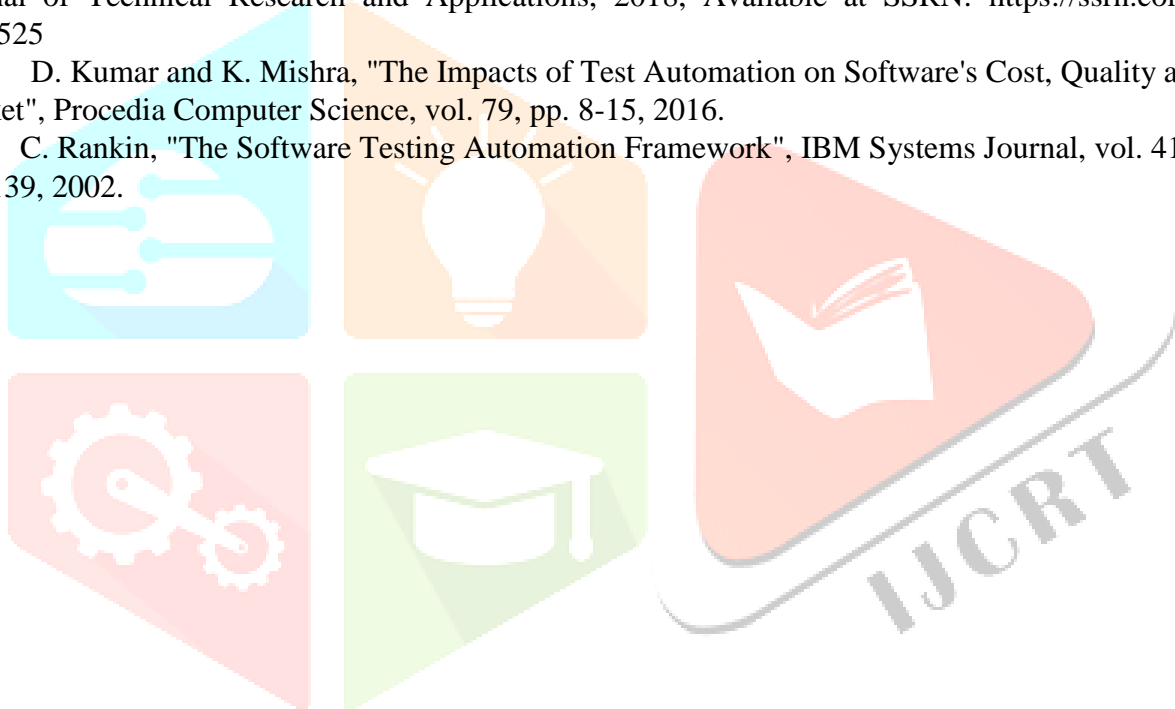 of Technical Research and Applications, 2018, Available at SSRN: https://ssrn.co
525
D. Kumar and K. Mishra, "The Impacts of Test Automation on Software's Cost, Quality a
et", Procedia Computer Science, vol. 79, pp. 8-15, 2016.
C. Rankin, "The Software Testing Automation Framework", IBM Systems Journal, vol. 41
39, 2002.
IJCRT